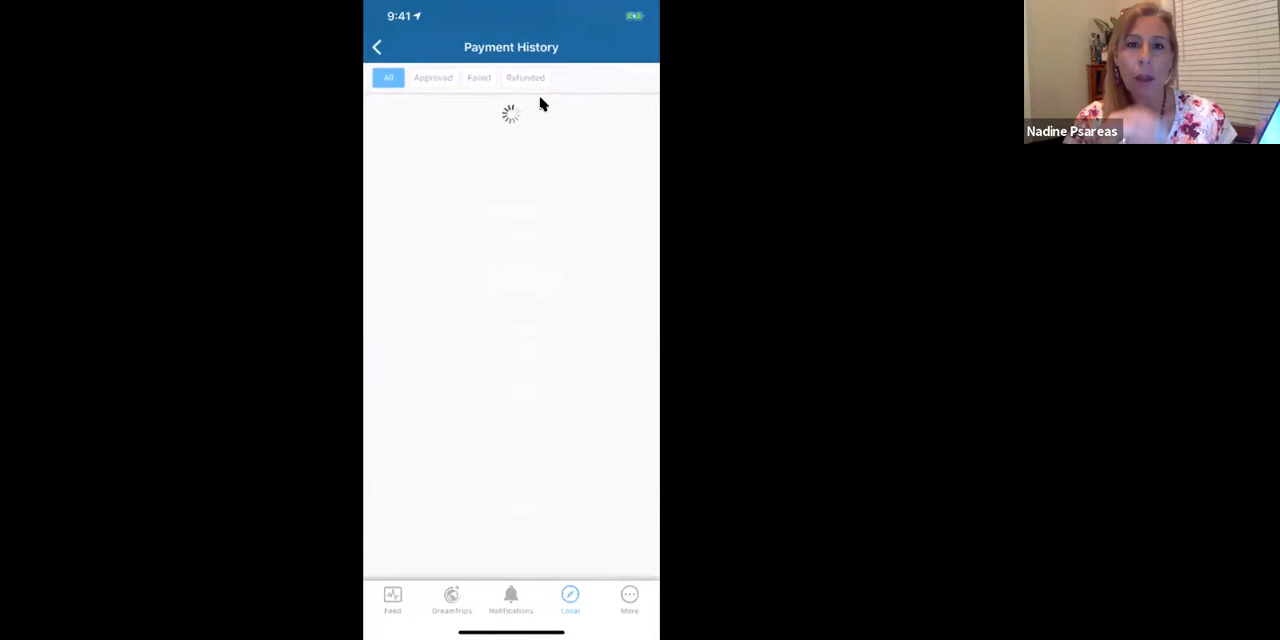 9:41
Payment History
All Approved Failed Refunded
Nadine Psareas
Feed DreamTrips Notifications Local More